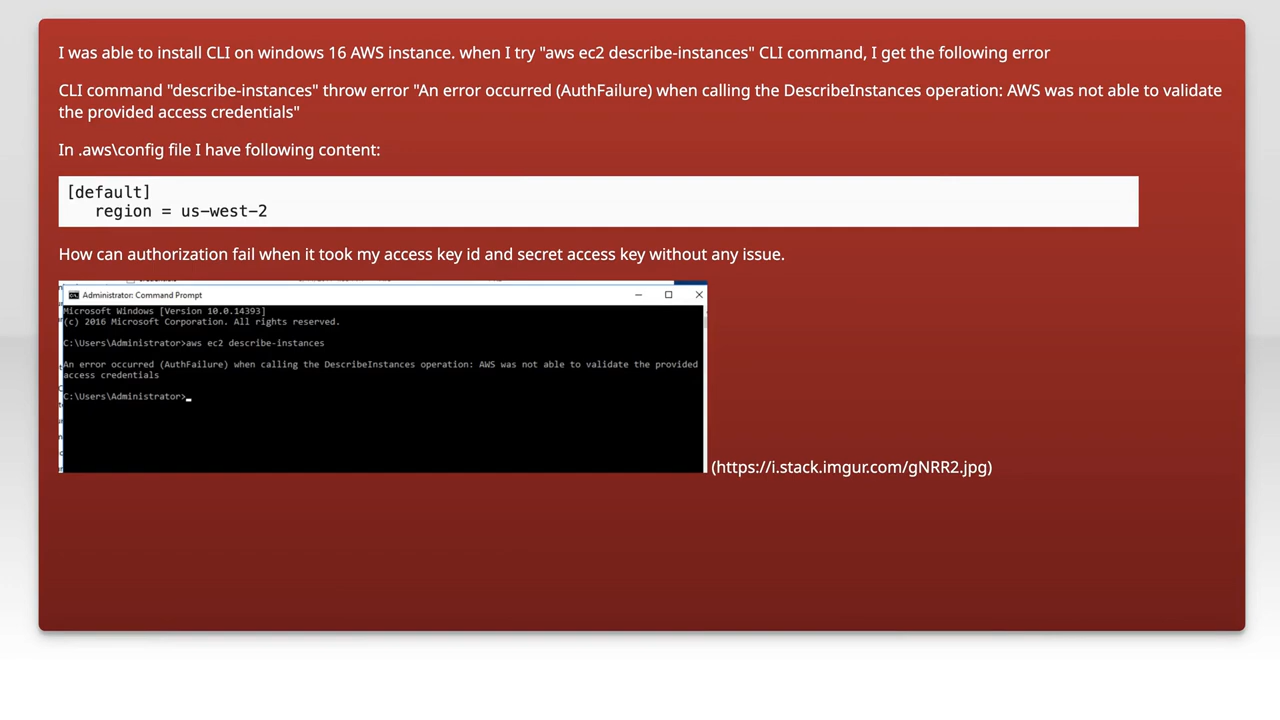 I was able to install CLI on windows 16 AWS instance. when I try "aws ec2 describe-instances" CLI command, I get the following error
CLI command "describe-instances" throw error "An error occurred (AuthFailure) when calling the DescribeInstances operation: AWS was not able to validate
the provided access credentials"
In .aws\config file I have following content:
[default]
region = us-west-2
How can authorization fail when it took my access key id and secret access key without any issue.
Administrator: Command Prompt
Microsoft Windows [Version 10.0.14393]
(c) 2016 Microsoft Corporation. All rights reserved.
C:\Users\Administrator>aws ec2 describe-instances
An error occurred (AuthFailure) when calling the DescribeInstances operation: AWS was not able to validate the provided
access credentials
C:\Users\Administrator>
(https://i.stack.imgur.com/gNRR2.jpg)